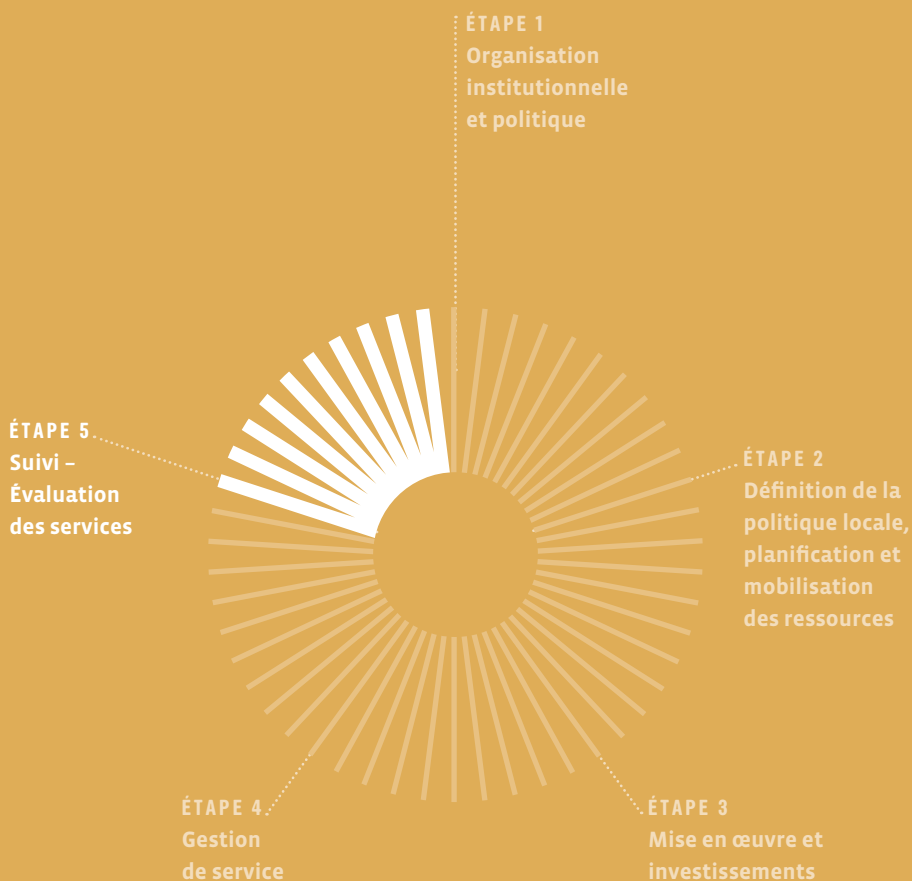 ÉTAPE 1
Organisation
institutionnelle
et politique
ÉTAPE 2
Définition de la
politique locale,
planification et
mobilisation
des ressources
ÉTAPE 3
Mise en œuvre et
investissements
ÉTAPE 4
Gestion
de service
ÉTAPE 5
Suivi –
Évaluation
des services